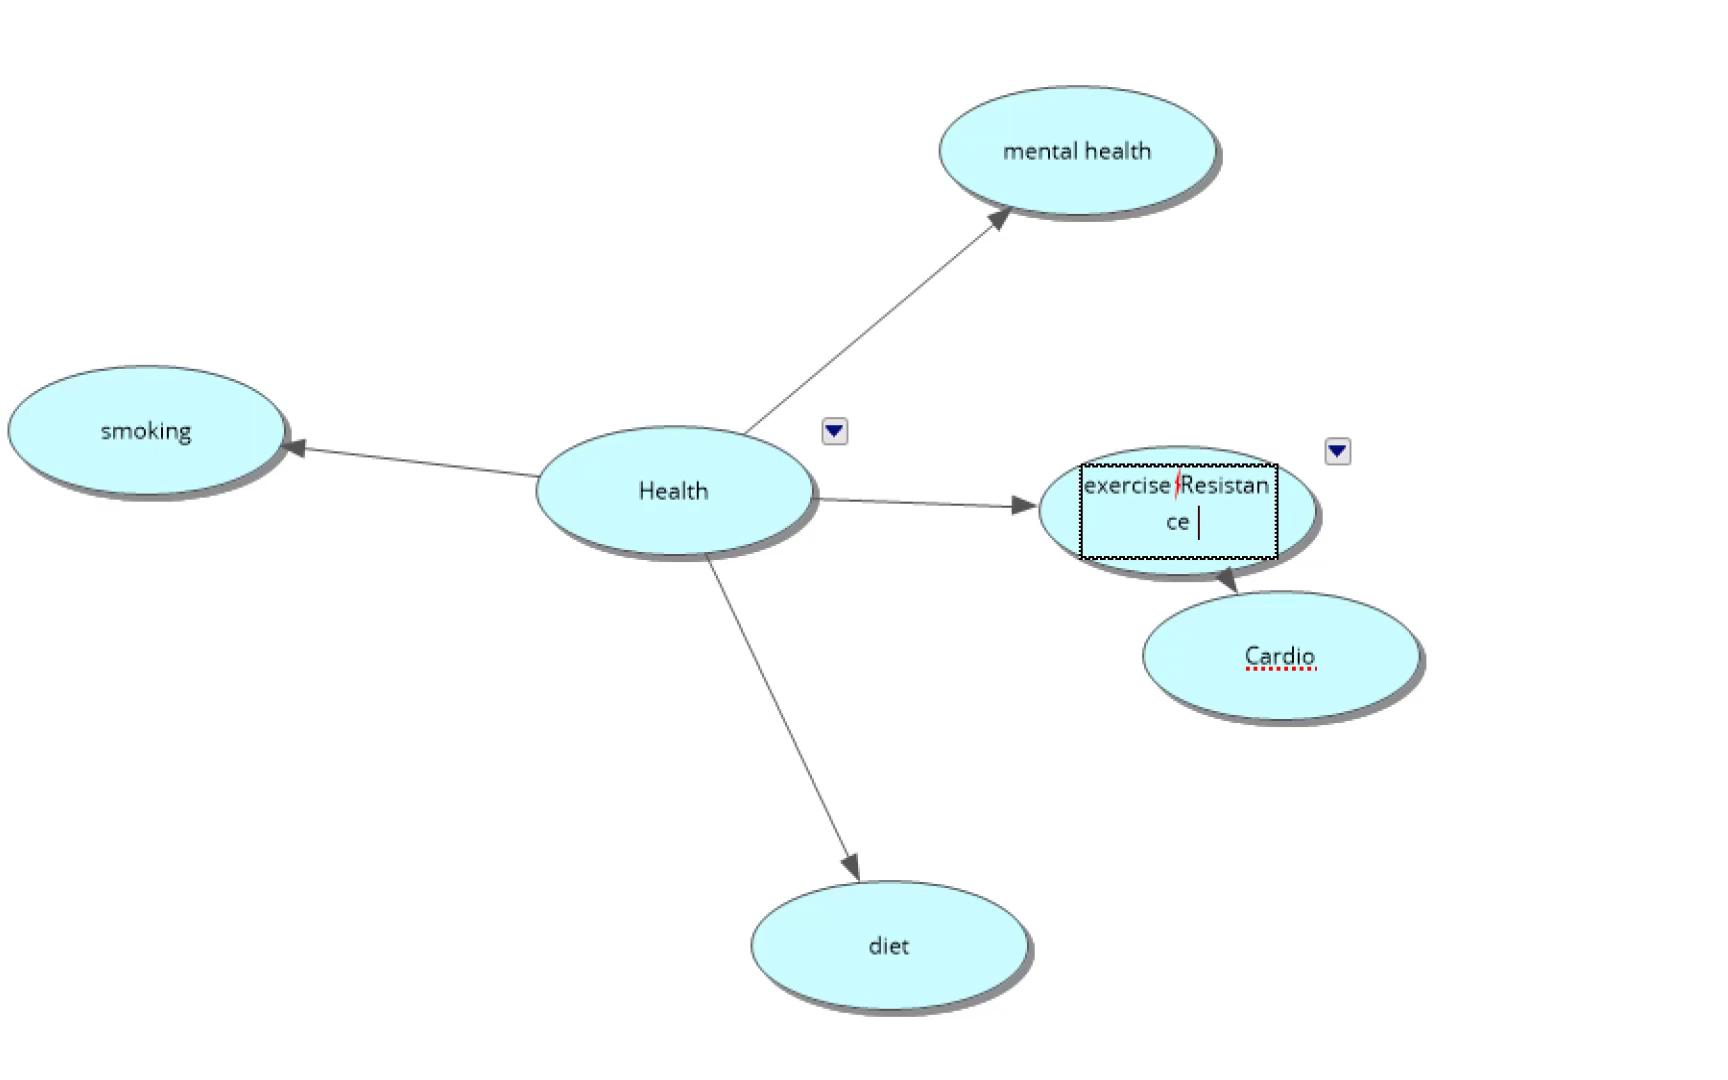 mental health
smoking
Health
exercise Resistan
ce
Cardio
diet